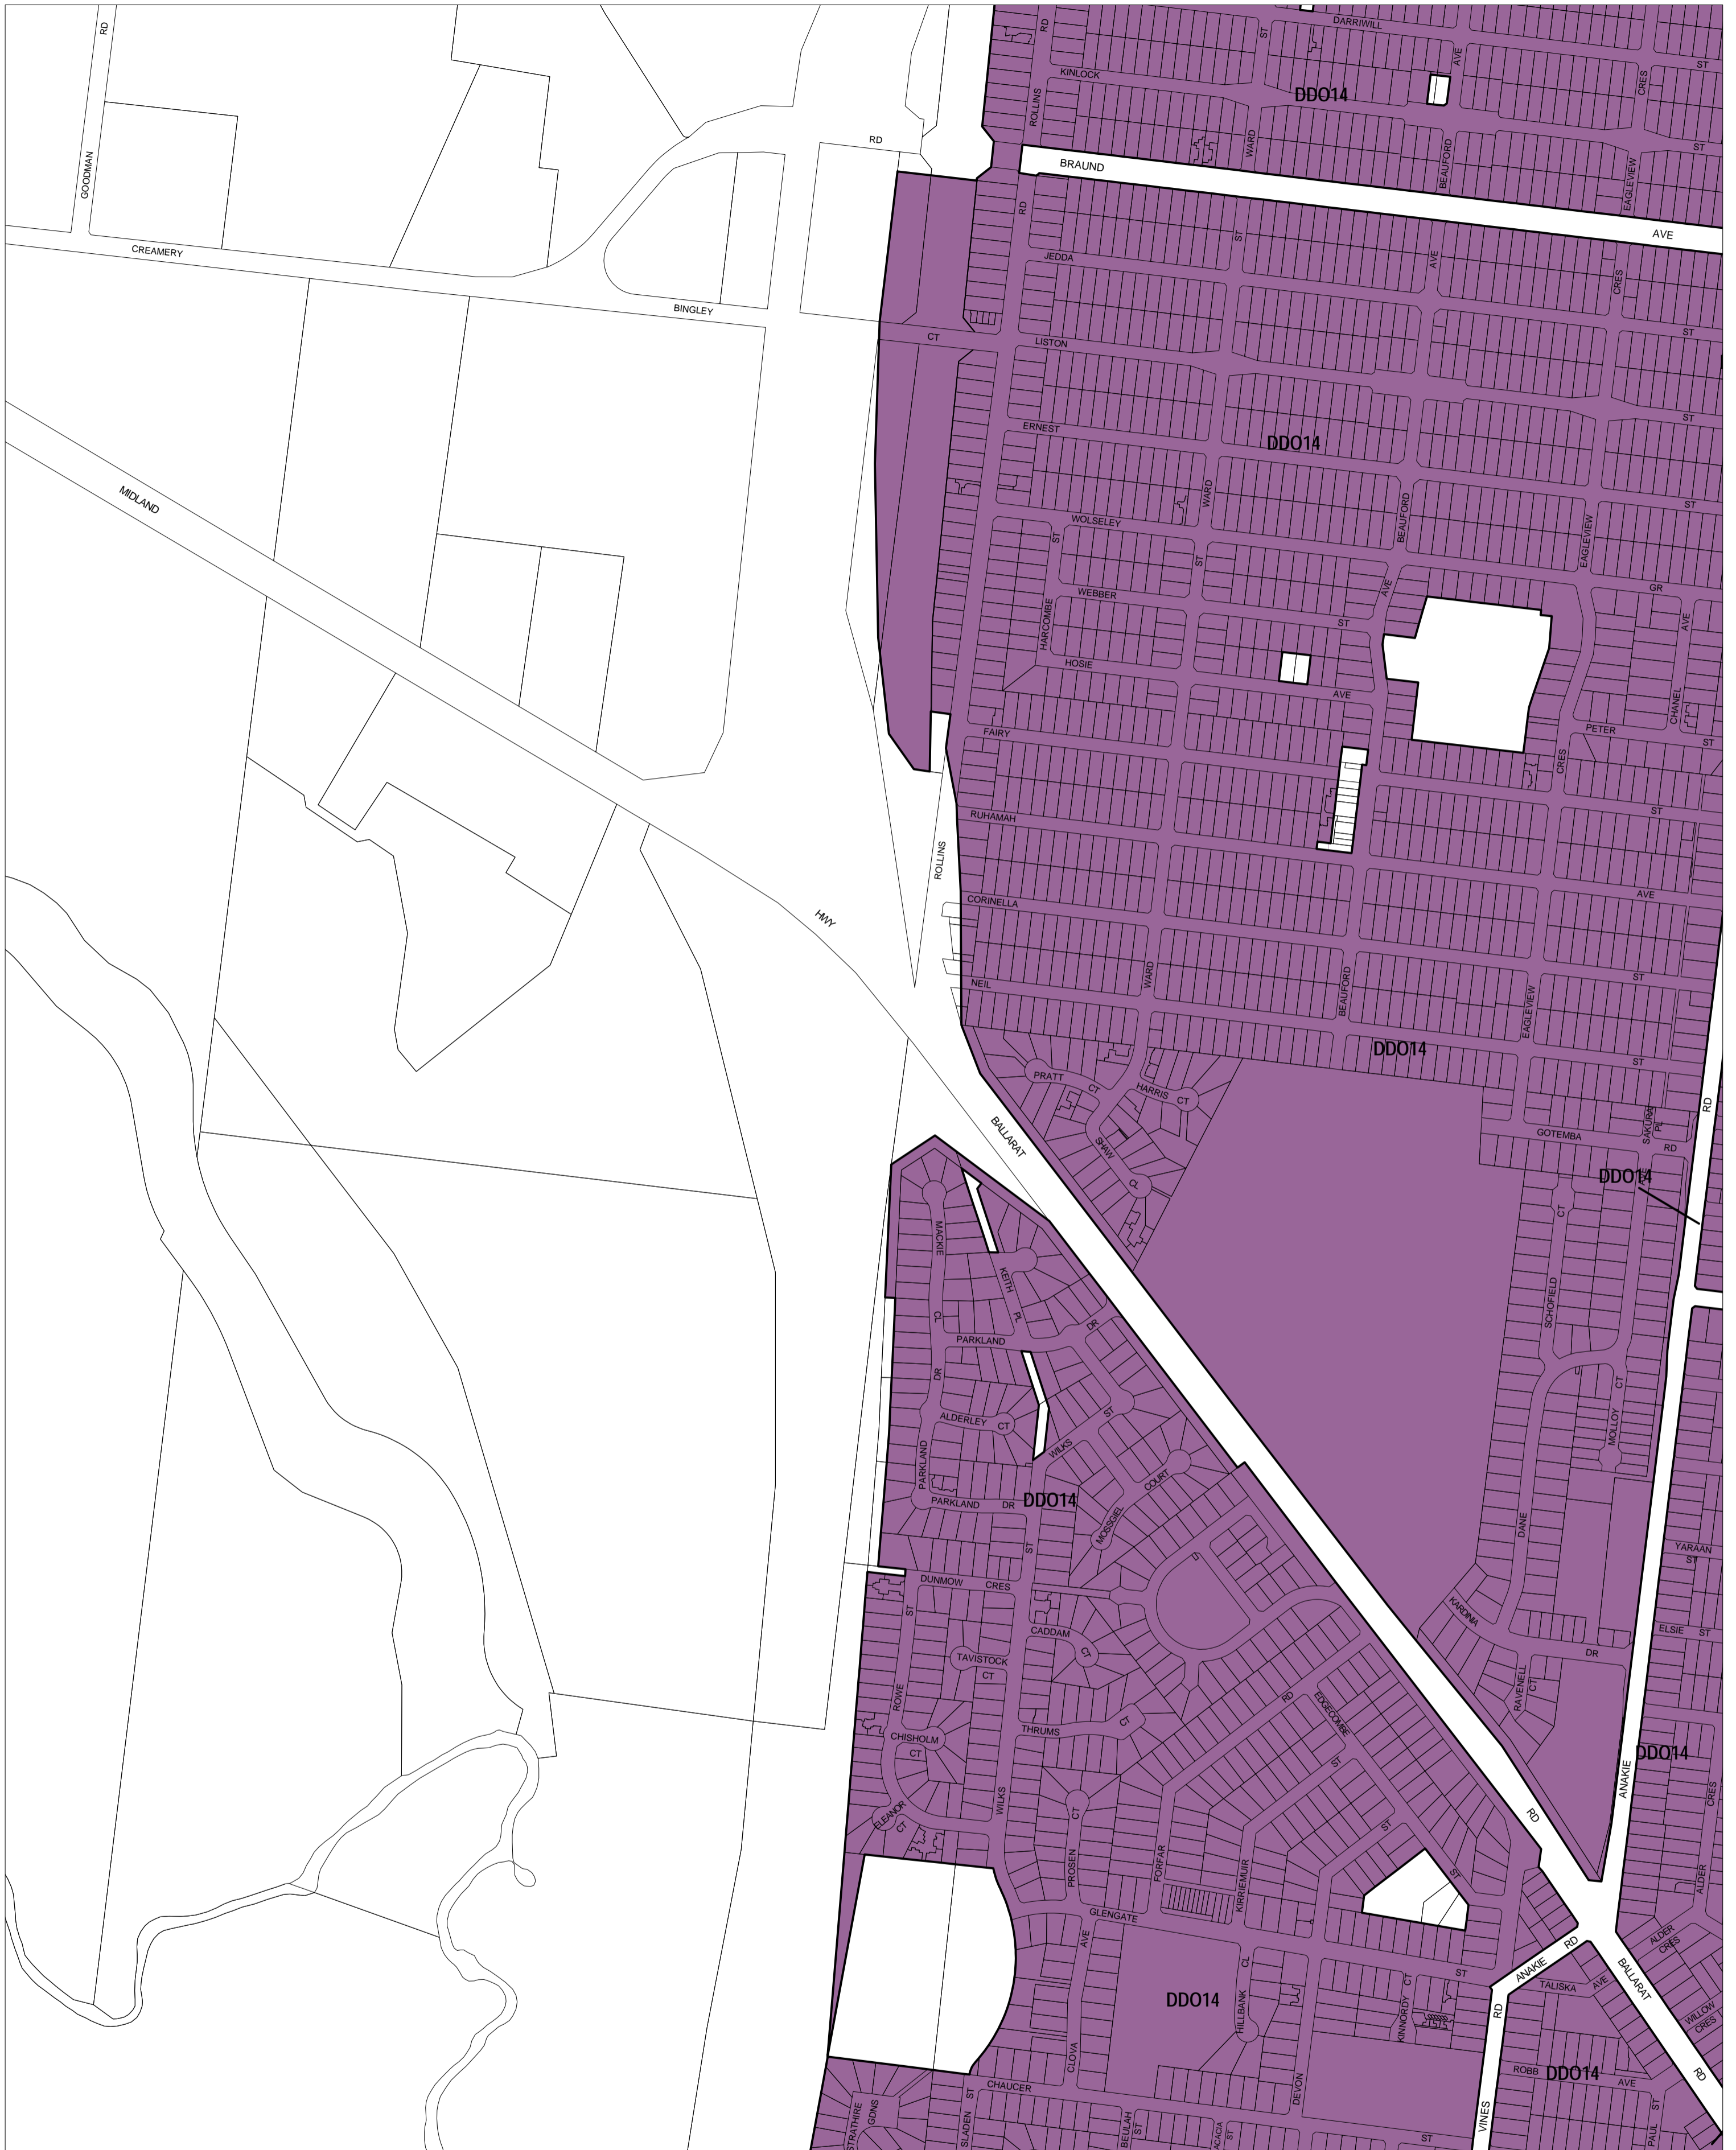 RD
GOODMAN
CREAMERY
BINGLEY
RD
MIDLAND
HWY
BALLARAT
RD
ROLLINS
RD
ROLLINS
DARRIWILL
ST
KINLOCK
ST
ST
WARD
AVE
BEAUFORD
CRES
EAGLEVIEW
DDO14
BRAUND
AVE
RD
JEDDA
ST
ST
AVE
CRES
CT
LISTON
ST
ERNEST
ST
DDO14
WARD
BEAUFORD
EAGLEVIEW
WOLSELEY
GR
ST
ST
AVE
WEBBER
ST
HARCOMBE
HOSIE
AVE
AVE
CHANEL
PETER
ST
FAIRY
ST
CRES
RUHAMAH
AVE
CORINELLA
ST
WARD
BEAUFORD
EAGLEVIEW
NEIL
ST
DDO14
PRATT
CT
HARRIS CT
SHAW
CL
GOTEMBA
RD
SAKURA
PL
RD
DDO14
AVE
CT
SCHOFIELD
MOLLOY
CT
DANE
KARDINIA
DR
RAVENELL
CT
MACKIE
CL
KEITH
PL
PARKLAND
DR
DR
ALDERLEY
CT
PARKLAND
WILKS
ST
PARKLAND
DR
DDO14
MOSSGIEL
COURT
ST
DUNMOW
CRES
ST
CADDAM
CT
TAVISTOCK
CT
ROWE
CHISHOLM
CT
THRUMS
CT
WILKS
ELEANOR
CT
PROSEN
CT
FORFAR
KIRRIEMUIR
RD
EDGECOMBE
ST
ST
ST
GLENGATE
ST
AVE
CLOVA
DDO14
HILLBANK
CL
KINNORDY
CT
DEVON
CHAUCER
ST
ST
SLADEN
STRATHIRE
GDNS
BEULAH
ST
ACACIA
ST
YARAAN
ST
ELSIE
ST
DDO14
ANAKIE
CRES
ALDER
ALDER
CRES
ANAKIE
RD
BALLARAT
RD
TALISKA
AVE
WILLOW
CRES
RD
VINES
ROBB
AVE
DDO14
PAUL
ST